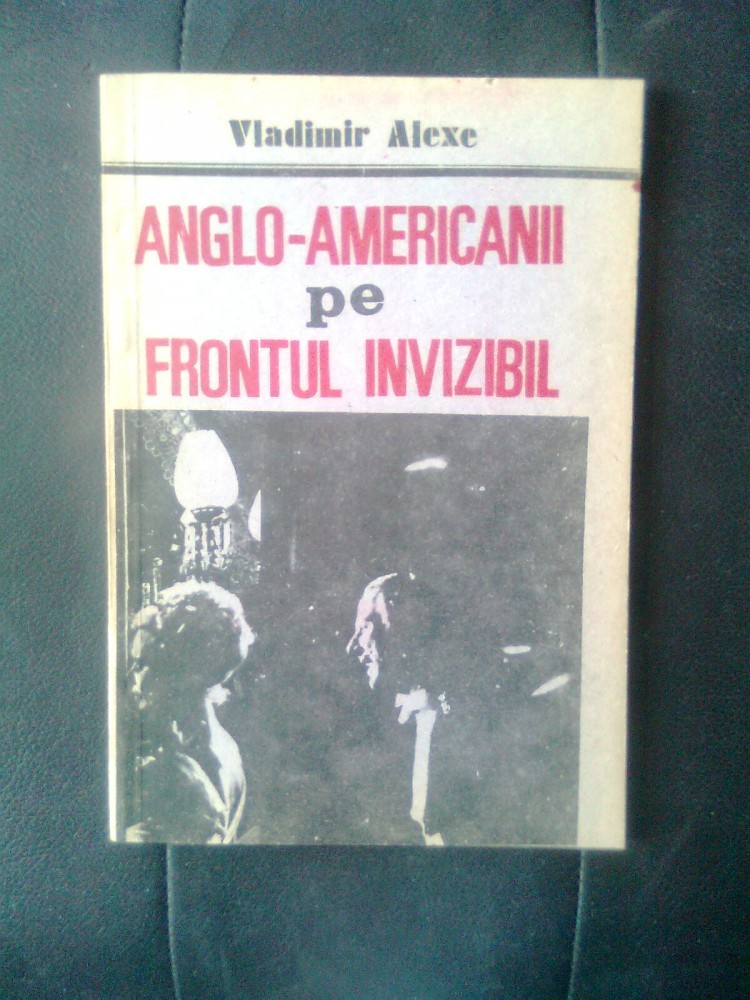 Vladimir Alexe
ANGLO-AMERICANII
pe
FRONTUL INVIZIBIL